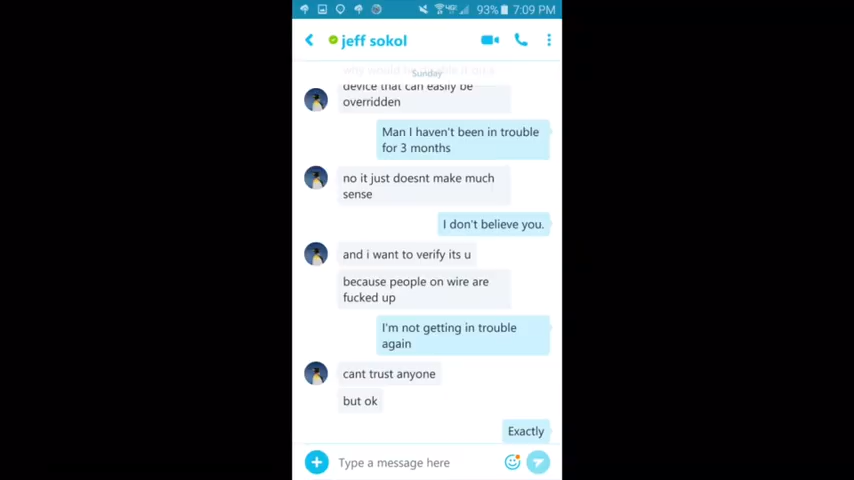 93% 7:09 PM
jeff sokol
Sunday
device that can easily be
overridden
Man I haven't been in trouble
for 3 months
no it just doesnt make much
sense
I don't believe you.
and i want to verify its u
because people on wire are
fucked up
I'm not getting in trouble
again
cant trust anyone
but ok
Exactly
Type a message here